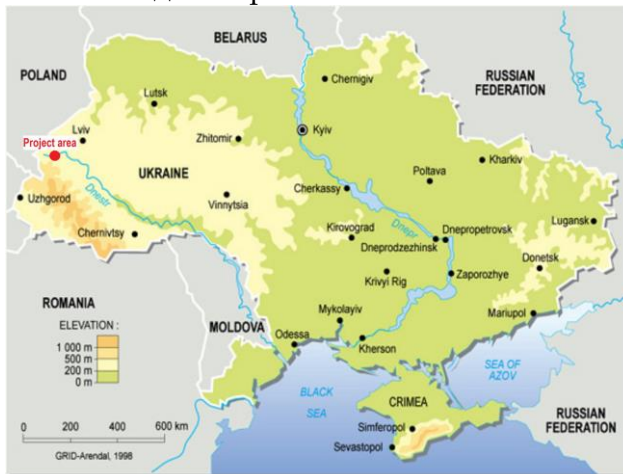 BELARUS
POLAND
Chernigiv
RUSSIAN
FEDERATION
Don
Lutsk
Lviv
Zhitomir
Kyiv
Project area
Kharkiv
UKRAINE
Poltava
Cherkassy
Dnestr
Uzhgorod
Vinnytsia
Dnepr
Lugansk
Kirovograd
Dnepropetrovsk
Chernivtsy
Dneprodzezhinsk
Donetsk
Krivyi Rig
Zaporozhye
ROMANIA
Mykolayiv
Mariupol
MOLDOVA
ELEVATION :
1 000 m
500 m
200 m
0 m
Odessa
Kherson
SEA OF
AZOV
BLACK
SEA
CRIMEA
RUSSIAN
FEDERATION
0 200 400 600 km
Simferopol
Sevastopol
GRID-Arendal, 1998